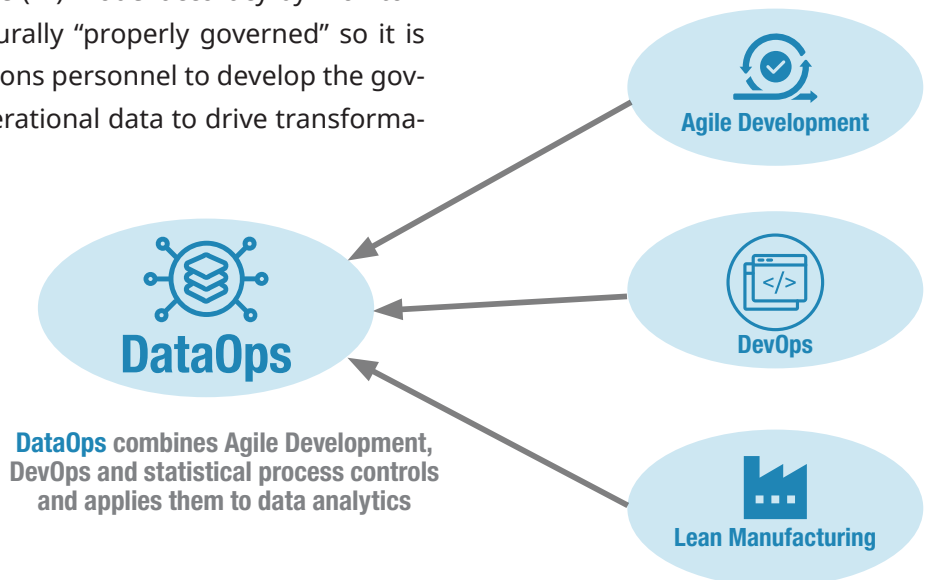 urally “properly governed” so it is
ons personnel to develop the gov-
erational data to drive transforma-
Agile Development
</>
DevOps
DataOps
DataOps combines Agile Development,
DevOps and statistical process controls
and applies them to data analytics
Lean Manufacturing